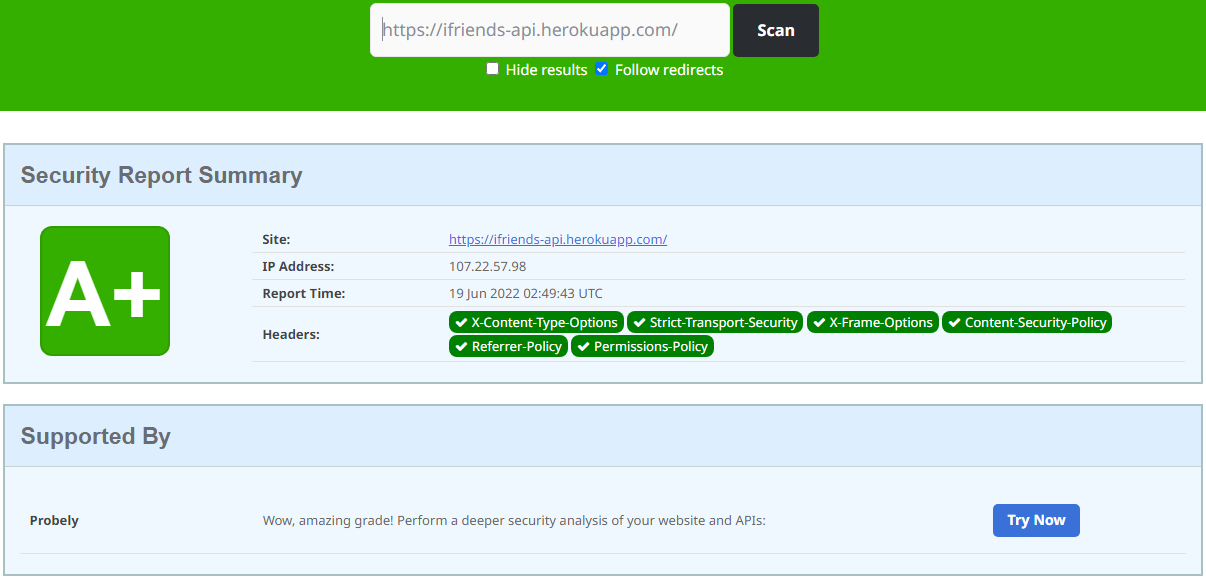 https://ifriends-api.herokuapp.com/ Scan
Hide results Follow redirects
Security Report Summary
A+
Site: https://ifriends-api.herokuapp.com/
IP Address: 107.22.57.98
Report Time: 19 Jun 2022 02:49:43 UTC
Headers: X-Content-Type-Options Strict-Transport-Security X-Frame-Options Content-Security-Policy
Referrer-Policy Permissions-Policy
Supported By
Probely Wow, amazing grade! Perform a deeper security analysis of your website and APIs: Try Now